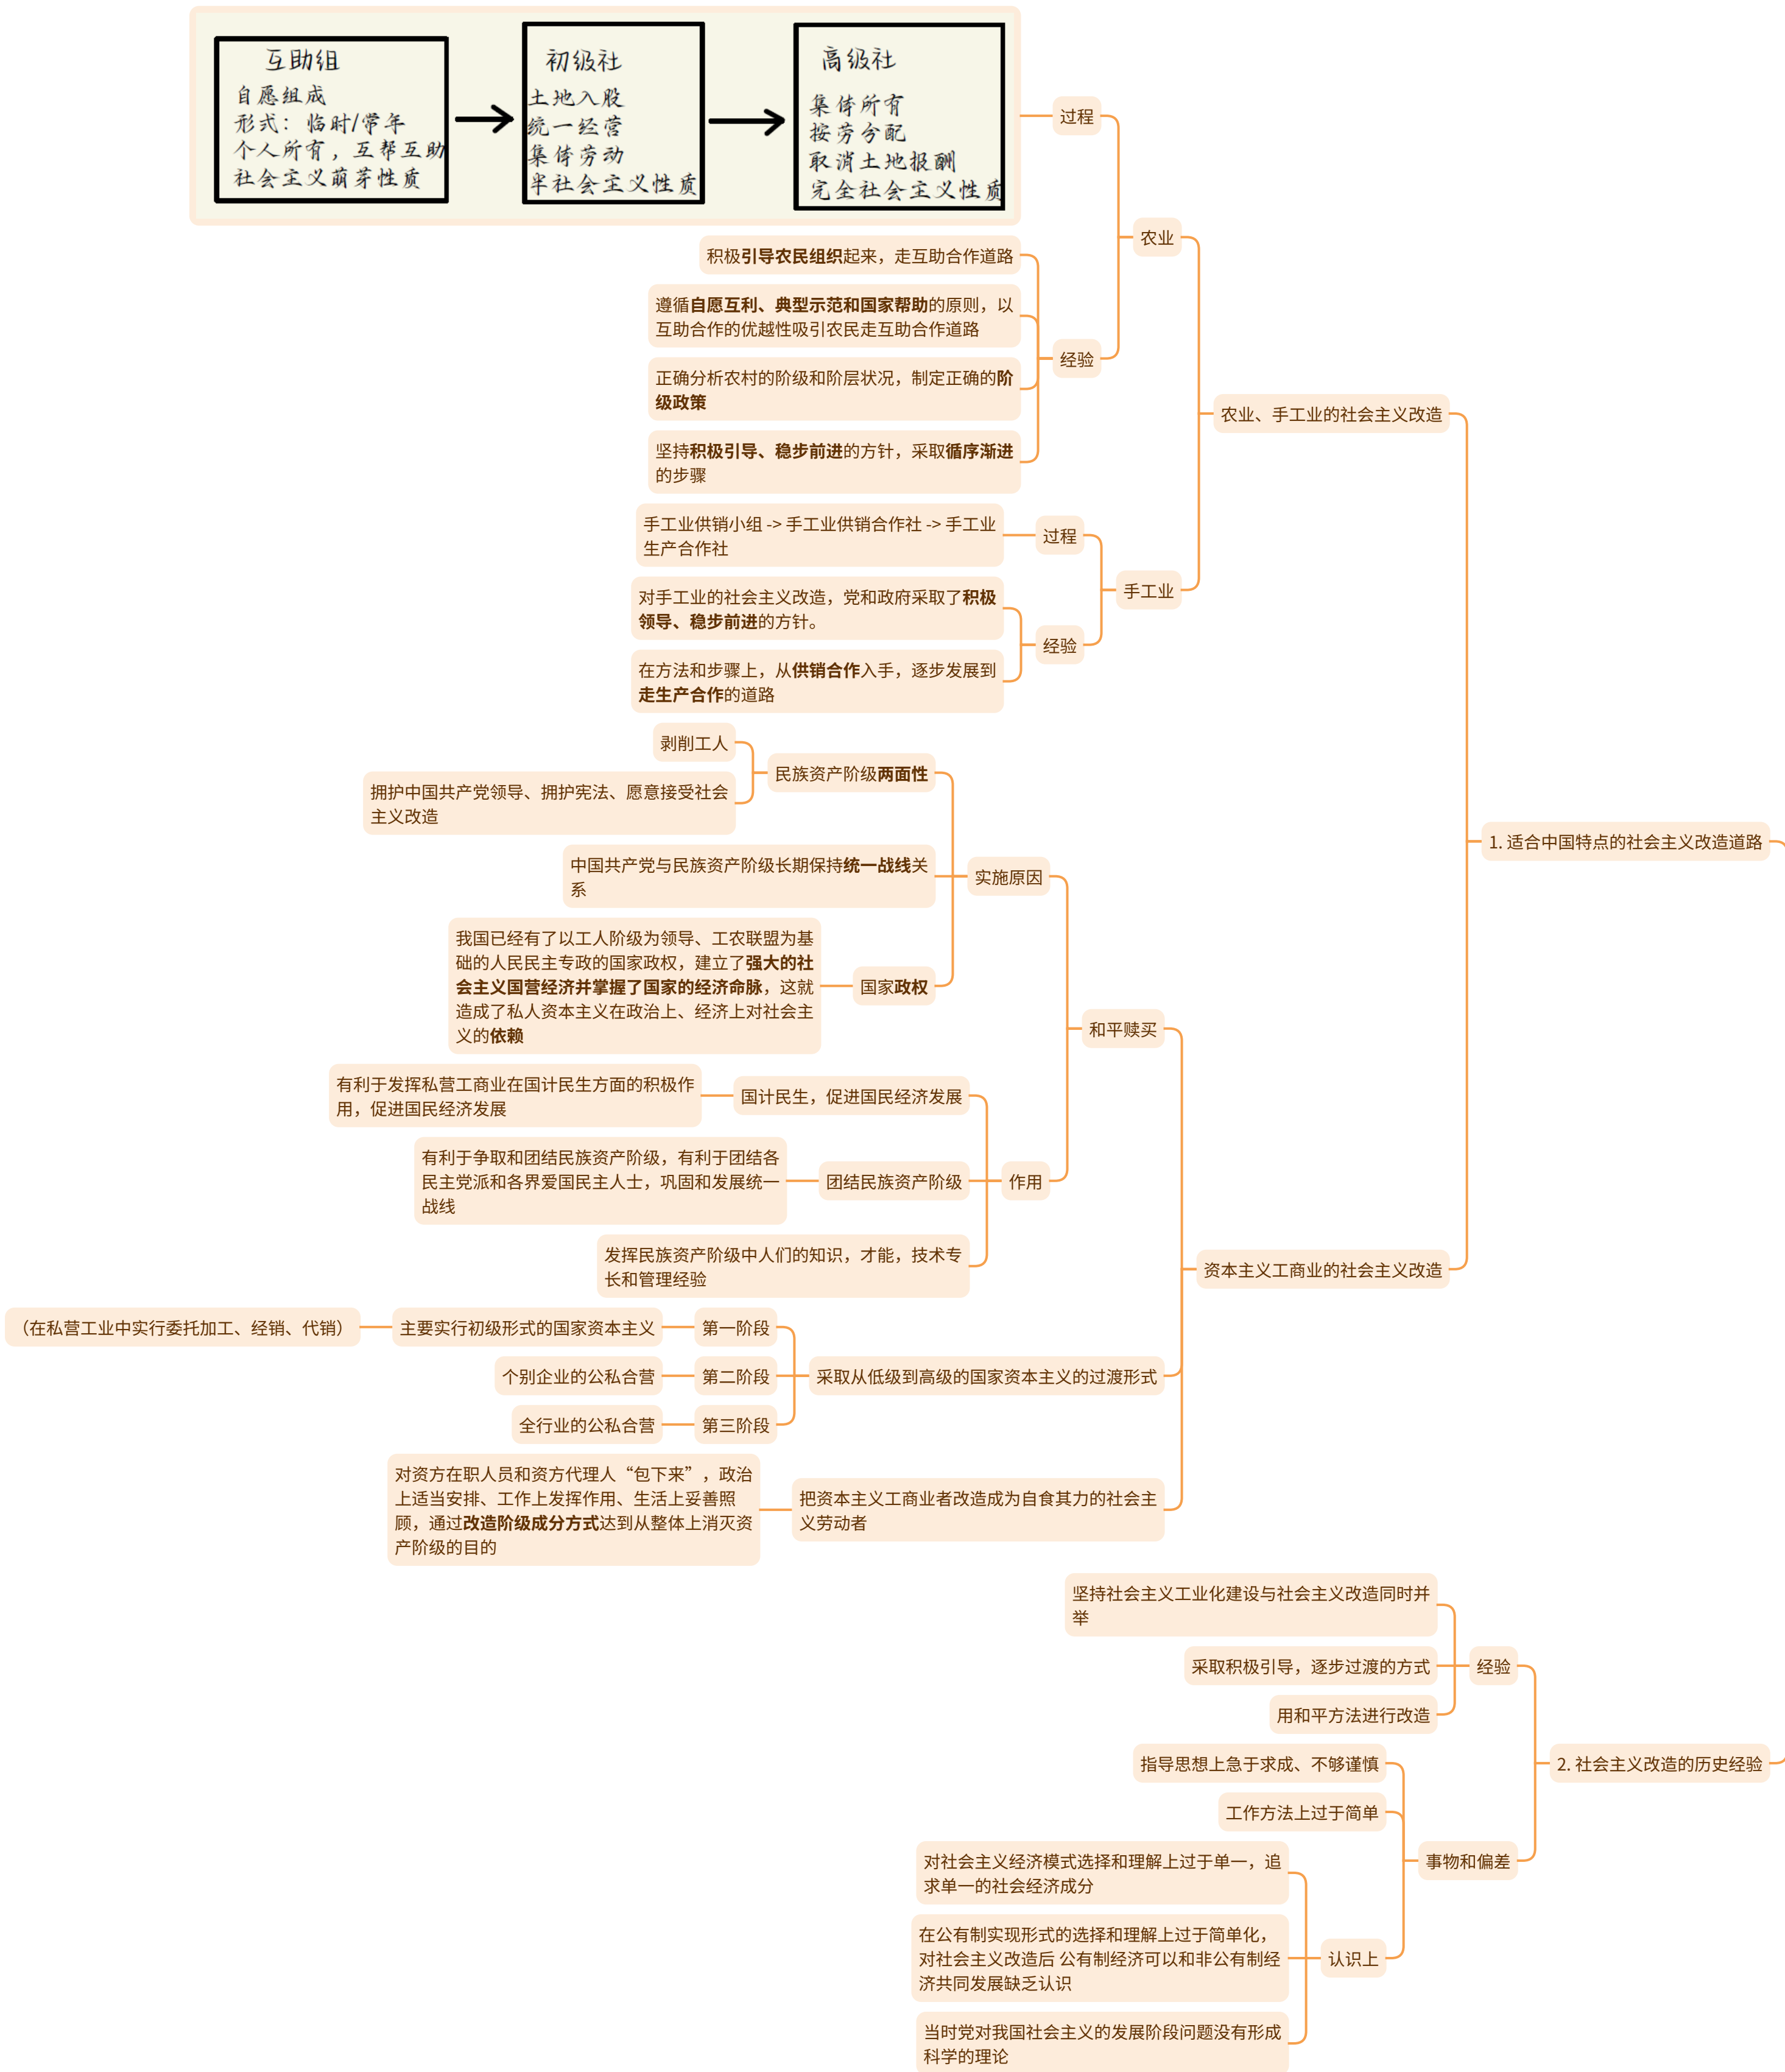 互助组
自愿组成
形式：临时/常年
个人所有，互帮互助
社会主义萌芽性质
初级社
土地入股
统一经营
集体劳动
半社会主义性质
高级社
集体所有
按劳分配
取消土地报酬
完全社会主义性质
过程
农业
积极引导农民组织起来，走互助合作道路
遵循自愿互利、典型示范和国家帮助的原则，以
互助合作的优越性吸引农民走互助合作道路
经验
正确分析农村的阶级和阶层状况，制定正确的阶
级政策
坚持积极引导、稳步前进的方针，采取循序渐进
的步骤
农业、手工业的社会主义改造
手工业供销小组 -> 手工业供销合作社 -> 手工业
生产合作社
过程
手工业
对手工业的社会主义改造，党和政府采取了积极
领导、稳步前进的方针。
经验
在方法和步骤上，从供销合作入手，逐步发展到
走生产合作的道路
剥削工人
民族资产阶级两面性
拥护中国共产党领导、拥护宪法、愿意接受社会
主义改造
1. 适合中国特点的社会主义改造道路
中国共产党与民族资产阶级长期保持统一战线关
系
实施原因
我国已经有了以工人阶级为领导、工农联盟为基
础的人民民主专政的国家政权，建立了强大的社
会主义国营经济并掌握了国家的经济命脉，这就
造成了私人资本主义在政治上、经济上对社会主
义的依赖
国家政权
和平赎买
有利于发挥私营工商业在国计民生方面的积极作
用，促进国民经济发展
国计民生，促进国民经济发展
有利于争取和团结民族资产阶级，有利于团结各
民主党派和各界爱国民主人士，巩固和发展统一
战线
团结民族资产阶级
作用
发挥民族资产阶级中人们的知识，才能，技术专
长和管理经验
资本主义工商业的社会主义改造
（在私营工业中实行委托加工、经销、代销）
主要实行初级形式的国家资本主义
第一阶段
个别企业的公私合营
第二阶段
采取从低级到高级的国家资本主义的过渡形式
全行业的公私合营
第三阶段
对资方在职人员和资方代理人“包下来”，政治
上适当安排、工作上发挥作用、生活上妥善照
顾，通过改造阶级成分方式达到从整体上消灭资
产阶级的目的
把资本主义工商业者改造成为自食其力的社会主
义劳动者
坚持社会主义工业化建设与社会主义改造同时并
举
采取积极引导，逐步过渡的方式
经验
用和平方法进行改造
2. 社会主义改造的历史经验
指导思想上急于求成、不够谨慎
工作方法上过于简单
事物和偏差
对社会主义经济模式选择和理解上过于单一，追
求单一的社会经济成分
在公有制实现形式的选择和理解上过于简单化，
对社会主义改造后 公有制经济可以和非公有制经
济共同发展缺乏认识
认识上
当时党对我国社会主义的发展阶段问题没有形成
科学的理论